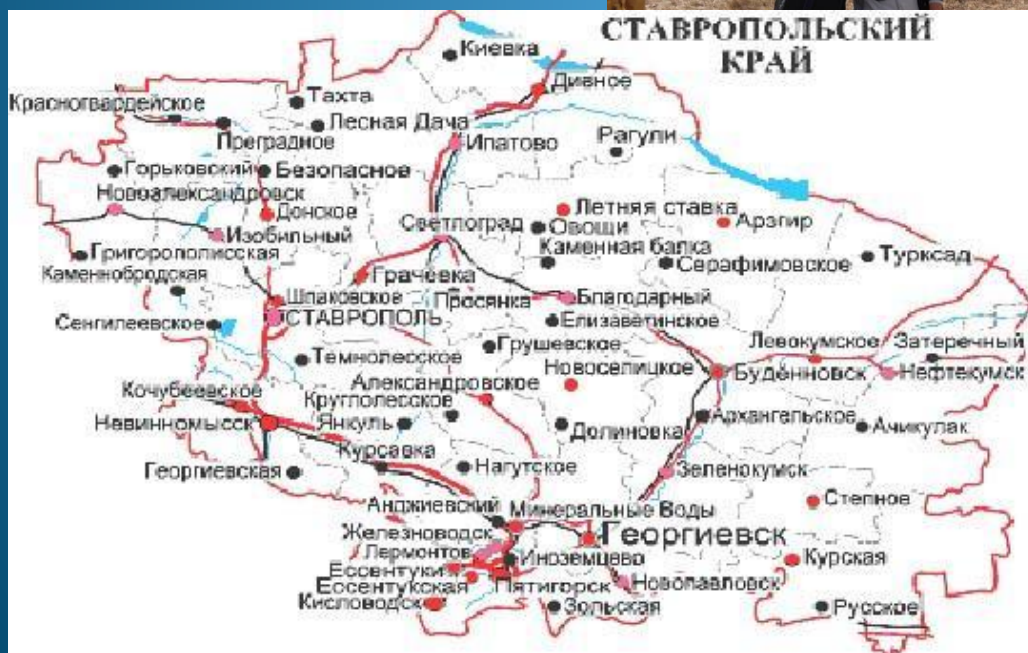 СТАВРОПОЛЬСКИЙ
КРАЙ
Киевка
Дивное
Тахта
Красногвардейское
Лесная Дача
Преградное
Ипатово
Рагули
Горьковский
Безопасное
Новоалександровск
Донское
Летняя ставка
Светлоград
Овощи
Арзгир
Изобильный
Каменная балка
Григорополисская
Серафимовское
Турксад
Каменнобродская
Грачевка
Шпаковское
Просянка
Благодарный
СТАВРОПОЛЬ
Сенгилеевское
Елизаветинское
Грушевское
Левокумское
Затеречный
Темнолесское
Новоселицкое
Буденновск
Нефтекумск
Александровское
Кочубеевское
Круглолесское
Архангельское
Невинномысск
Янкуль
Долиновка
Ачикулак
Курсавка
Георгиевская
Нагутское
Зеленокумск
Степное
Анджиевский
Минеральные Воды
Железноводск
Георгиевск
Лермонтов
Иноземцево
Курская
Ессентуки
Ессентукская
Пятигорск
Новопавловск
Кисловодск
Зольская
Русское